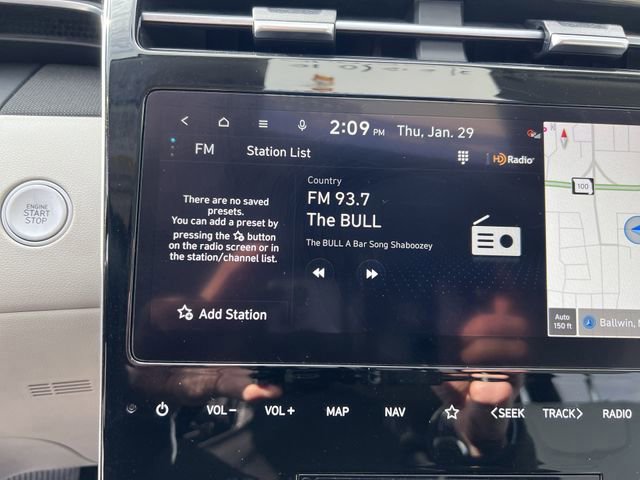 2:09 PM Thu, Jan. 29
FM Station List
HD Radio
100
ENGINE
START
STOP
There are no saved
presets.
You can add a preset by
pressing the button
on the radio screen or in
the station/channel list.
Add Station
Country
FM 93.7
The BULL
The BULL A Bar Song Shaboozey
Auto
150 ft
Ballwin,
VOL− VOL+ MAP NAV <SEEK TRACK> RADIO